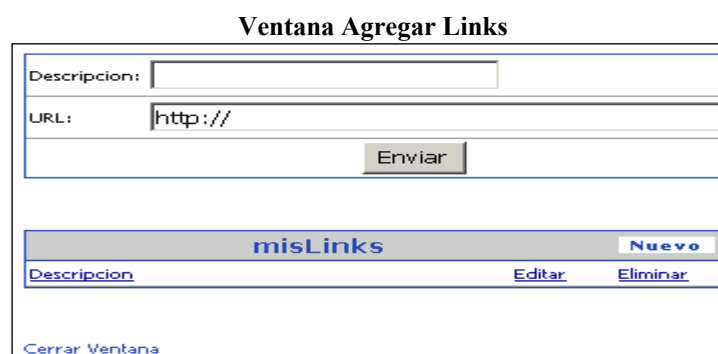 Ventana Agregar Links
Descripcion:
URL: http://
Enviar
misLinks Nuevo
Descripcion Editar Eliminar
Cerrar Ventana